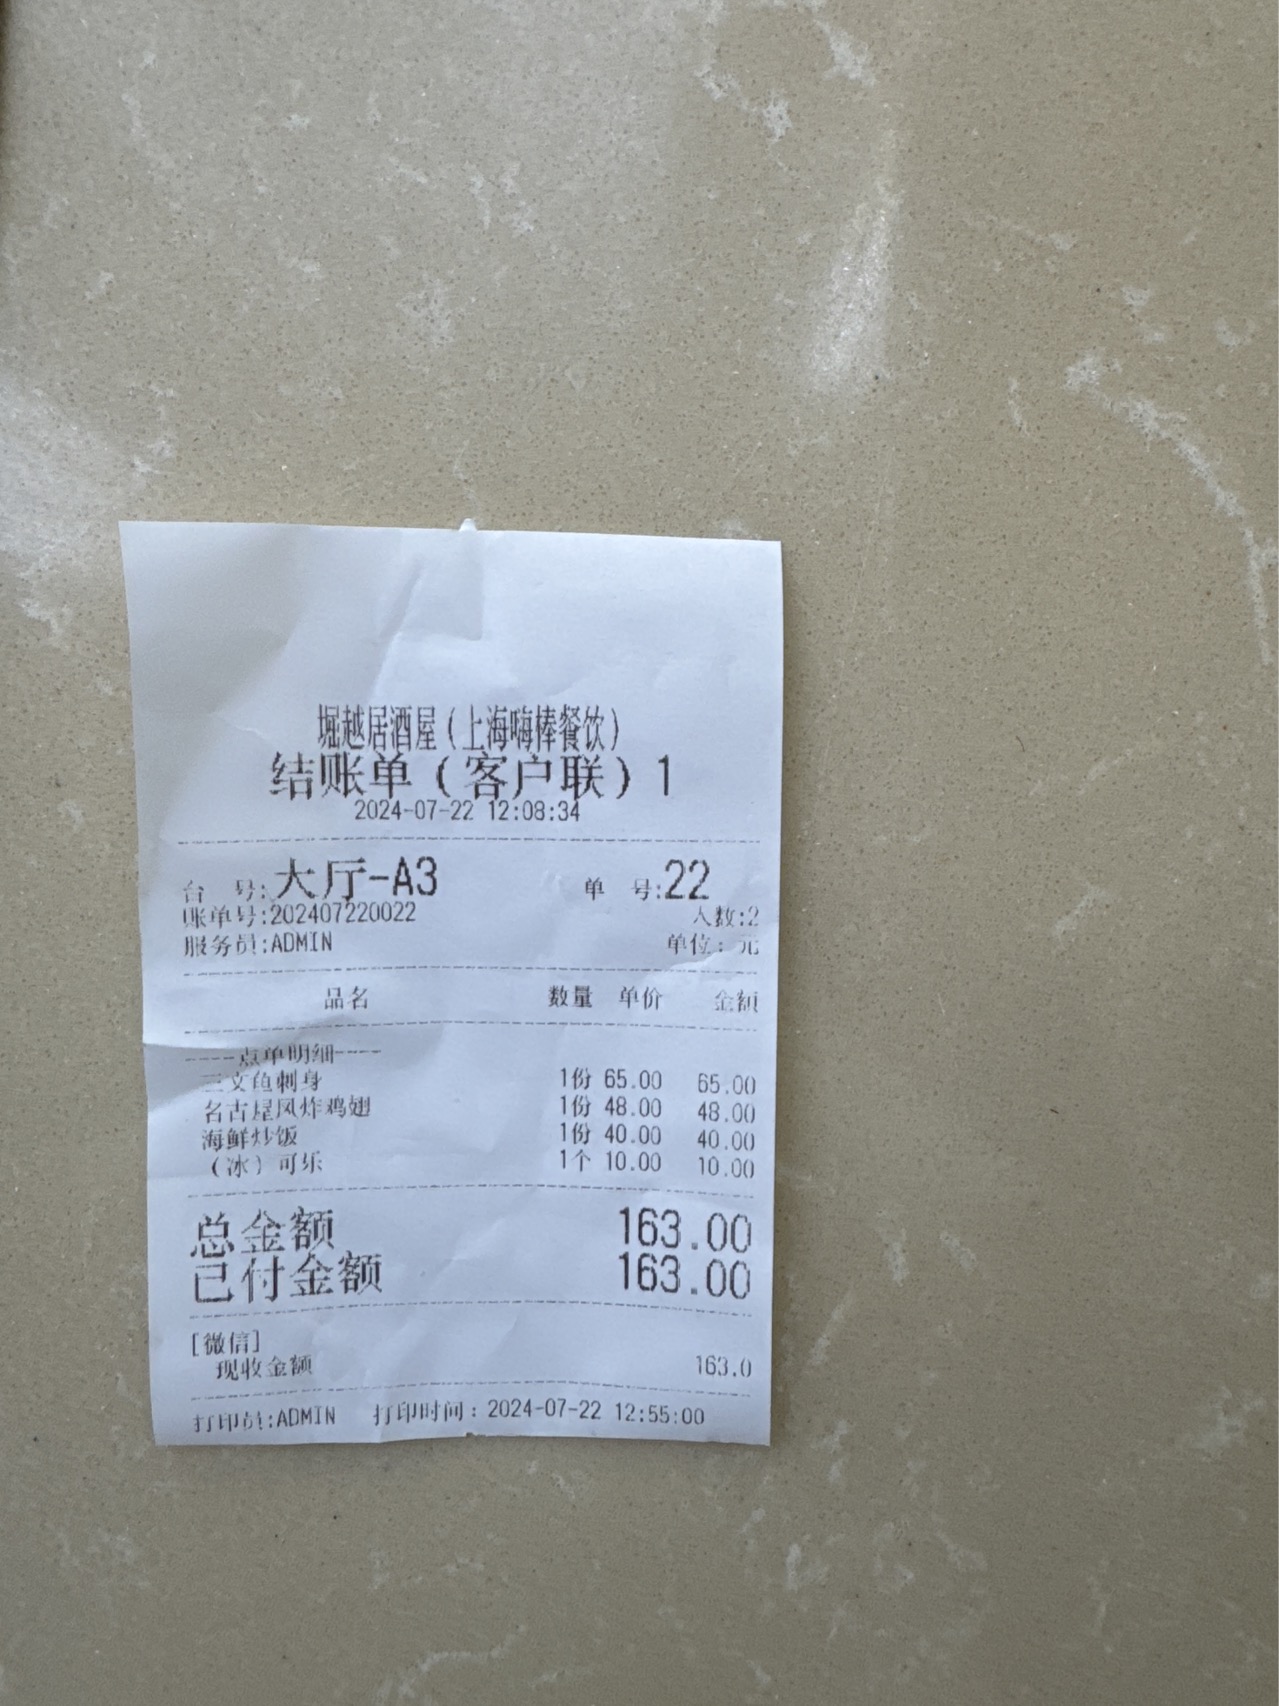 堀越居酒屋(上海嗨棒餐饮)
结账单(客户联)1
2024-07-22 12:08:34
台 号:大厅-A3 单 号:22
账单号:202407220022 人数:2
服务员:ADMIN 单位:元
品名 数量 单价 金额
----点单明细----
三文鱼刺身 1份 65.00 65.00
名古屋风炸鸡翅 1份 48.00 48.00
海鲜炒饭 1份 40.00 40.00
(冰)可乐 1个 10.00 10.00
总金额 163.00
已付金额 163.00
[微信]
现收金额 163.0
打印员:ADMIN 打印时间:2024-07-22 12:55:00